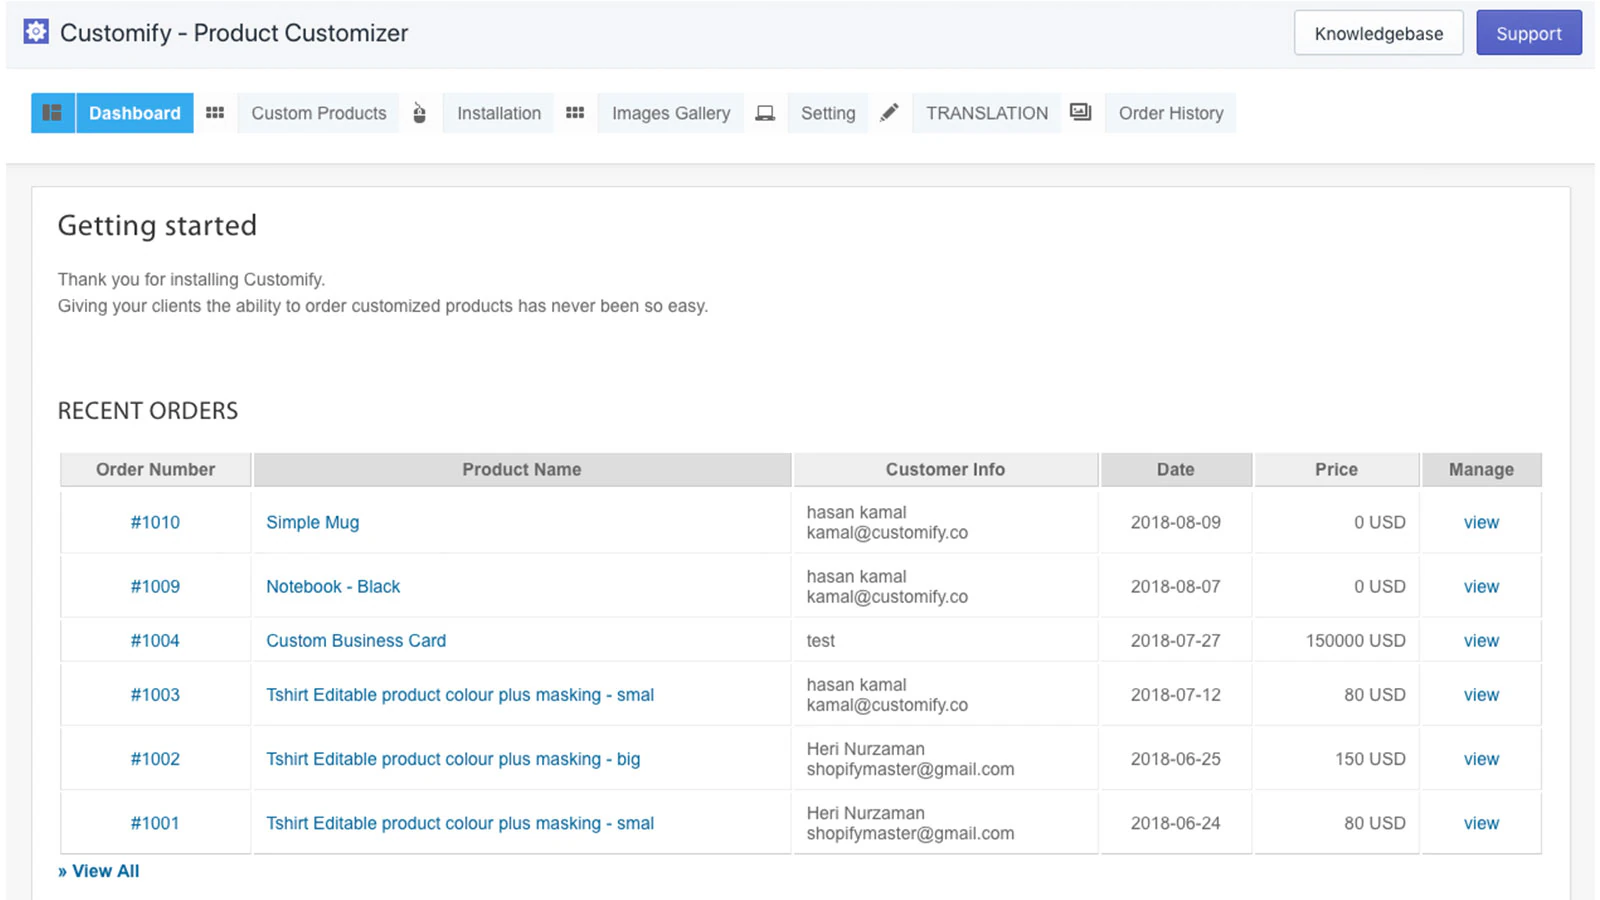 Customify - Product Customizer
Knowledgebase
Support
Dashboard
Custom Products
Installation
Images Gallery
Setting
TRANSLATION
Order History
Getting started
Thank you for installing Customify.
Giving your clients the ability to order customized products has never been so easy.
RECENT ORDERS
Order Number Product Name Customer Info Date Price Manage
#1010 Simple Mug hasan kamal 2018-08-09 0 USD view
kamal@customify.co
#1009 Notebook - Black hasan kamal 2018-08-07 0 USD view
kamal@customify.co
#1004 Custom Business Card test 2018-07-27 150000 USD view
#1003 Tshirt Editable product colour plus masking - smal hasan kamal 2018-07-12 80 USD view
kamal@customify.co
#1002 Tshirt Editable product colour plus masking - big Heri Nurzaman 2018-06-25 150 USD view
shopifymaster@gmail.com
#1001 Tshirt Editable product colour plus masking - smal Heri Nurzaman 2018-06-24 80 USD view
shopifymaster@gmail.com
» View All